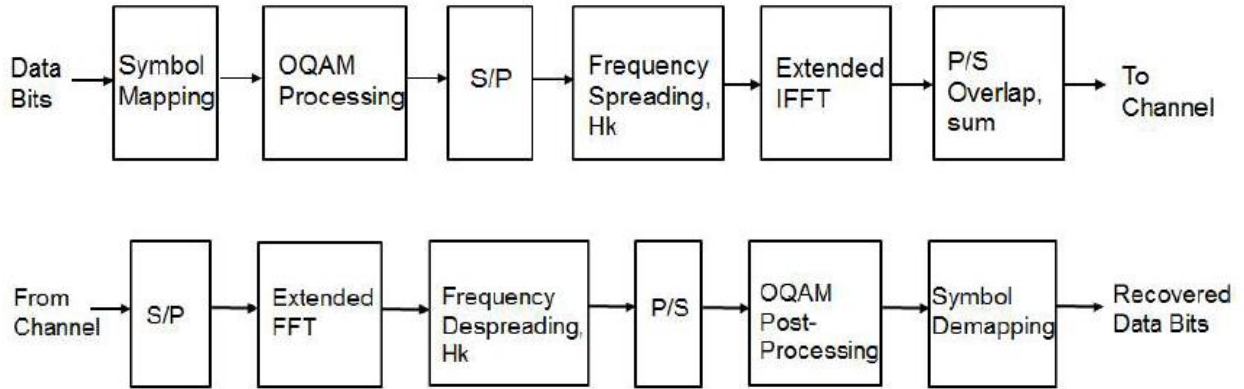 Data
Bits
Symbol
Mapping
OQAM
Processing
S/P
Frequency
Spreading,
Hk
Extended
IFFT
P/S
Overlap,
sum
To
Channel
From
Channel
S/P
Extended
FFT
Frequency
Despreading,
Hk
P/S
OQAM
Post-
Processing
Symbol
Demapping
Recovered
Data Bits